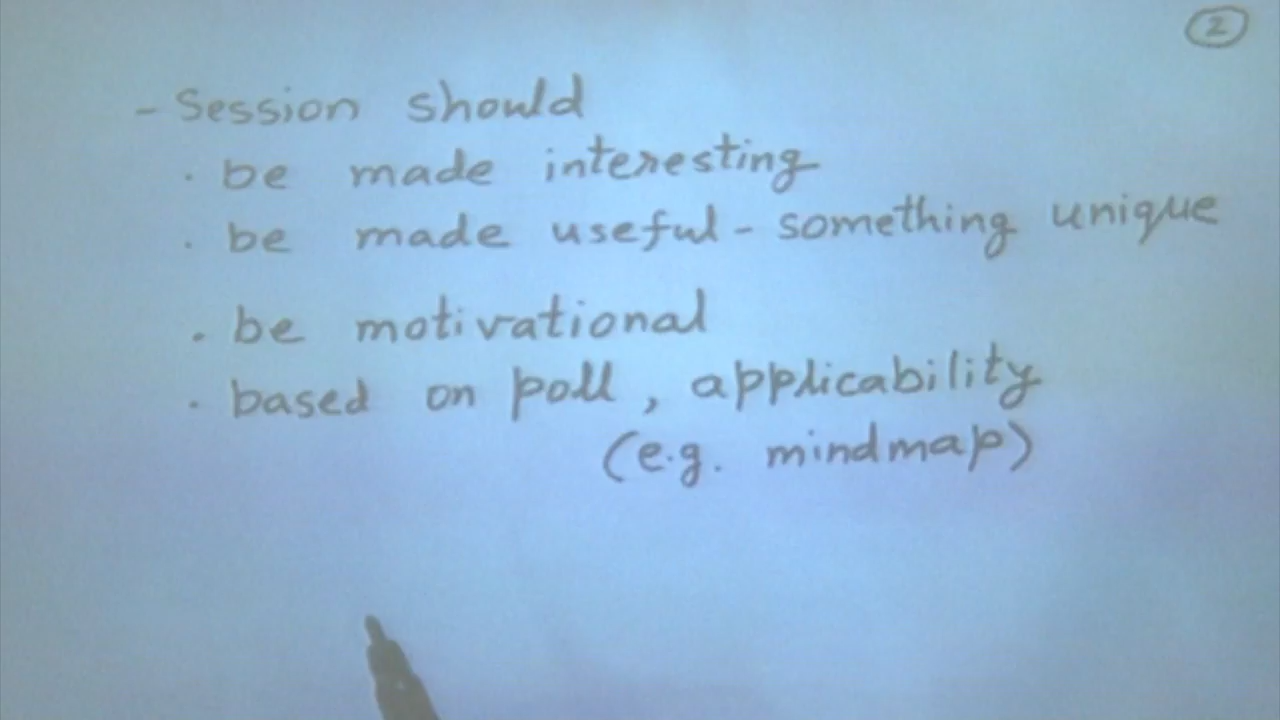 2
- Session should
. be made interesting
. be made useful - something unique
. be motivational
. based on poll, applicability
(e.g. mindmap)